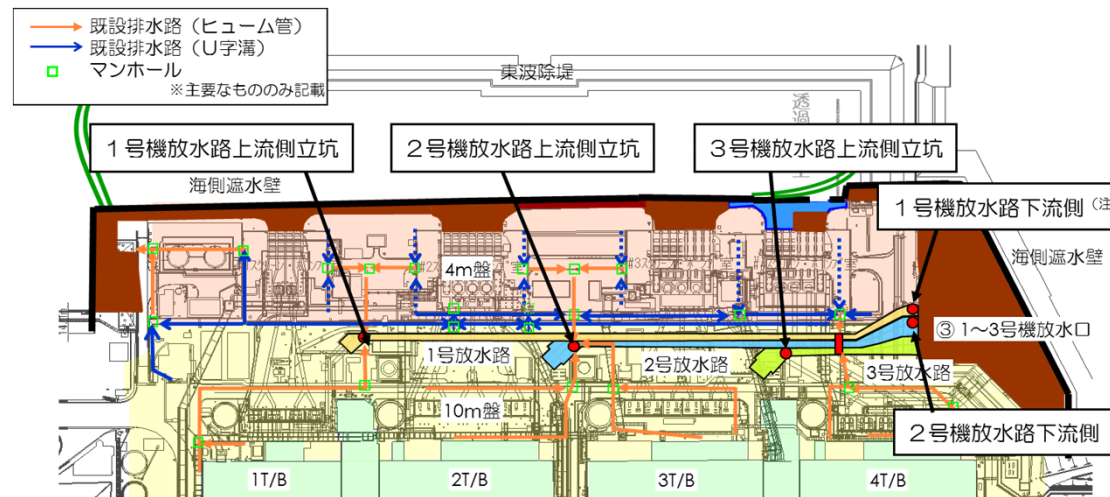 既設排水路（ヒューム管）
既設排水路（Ｕ字溝）
マンホール
※主要なもののみ記載
東波除堤
透過
１号機放水路上流側立坑
２号機放水路上流側立坑
３号機放水路上流側立坑
海側遮水壁
１号機放水路下流側（注
4m盤
海側遮水壁
③１～３号機放水口
1号放水路
2号放水路
3号放水路
10m盤
２号機放水路下流側
1T/B
2T/B
3T/B
4T/B